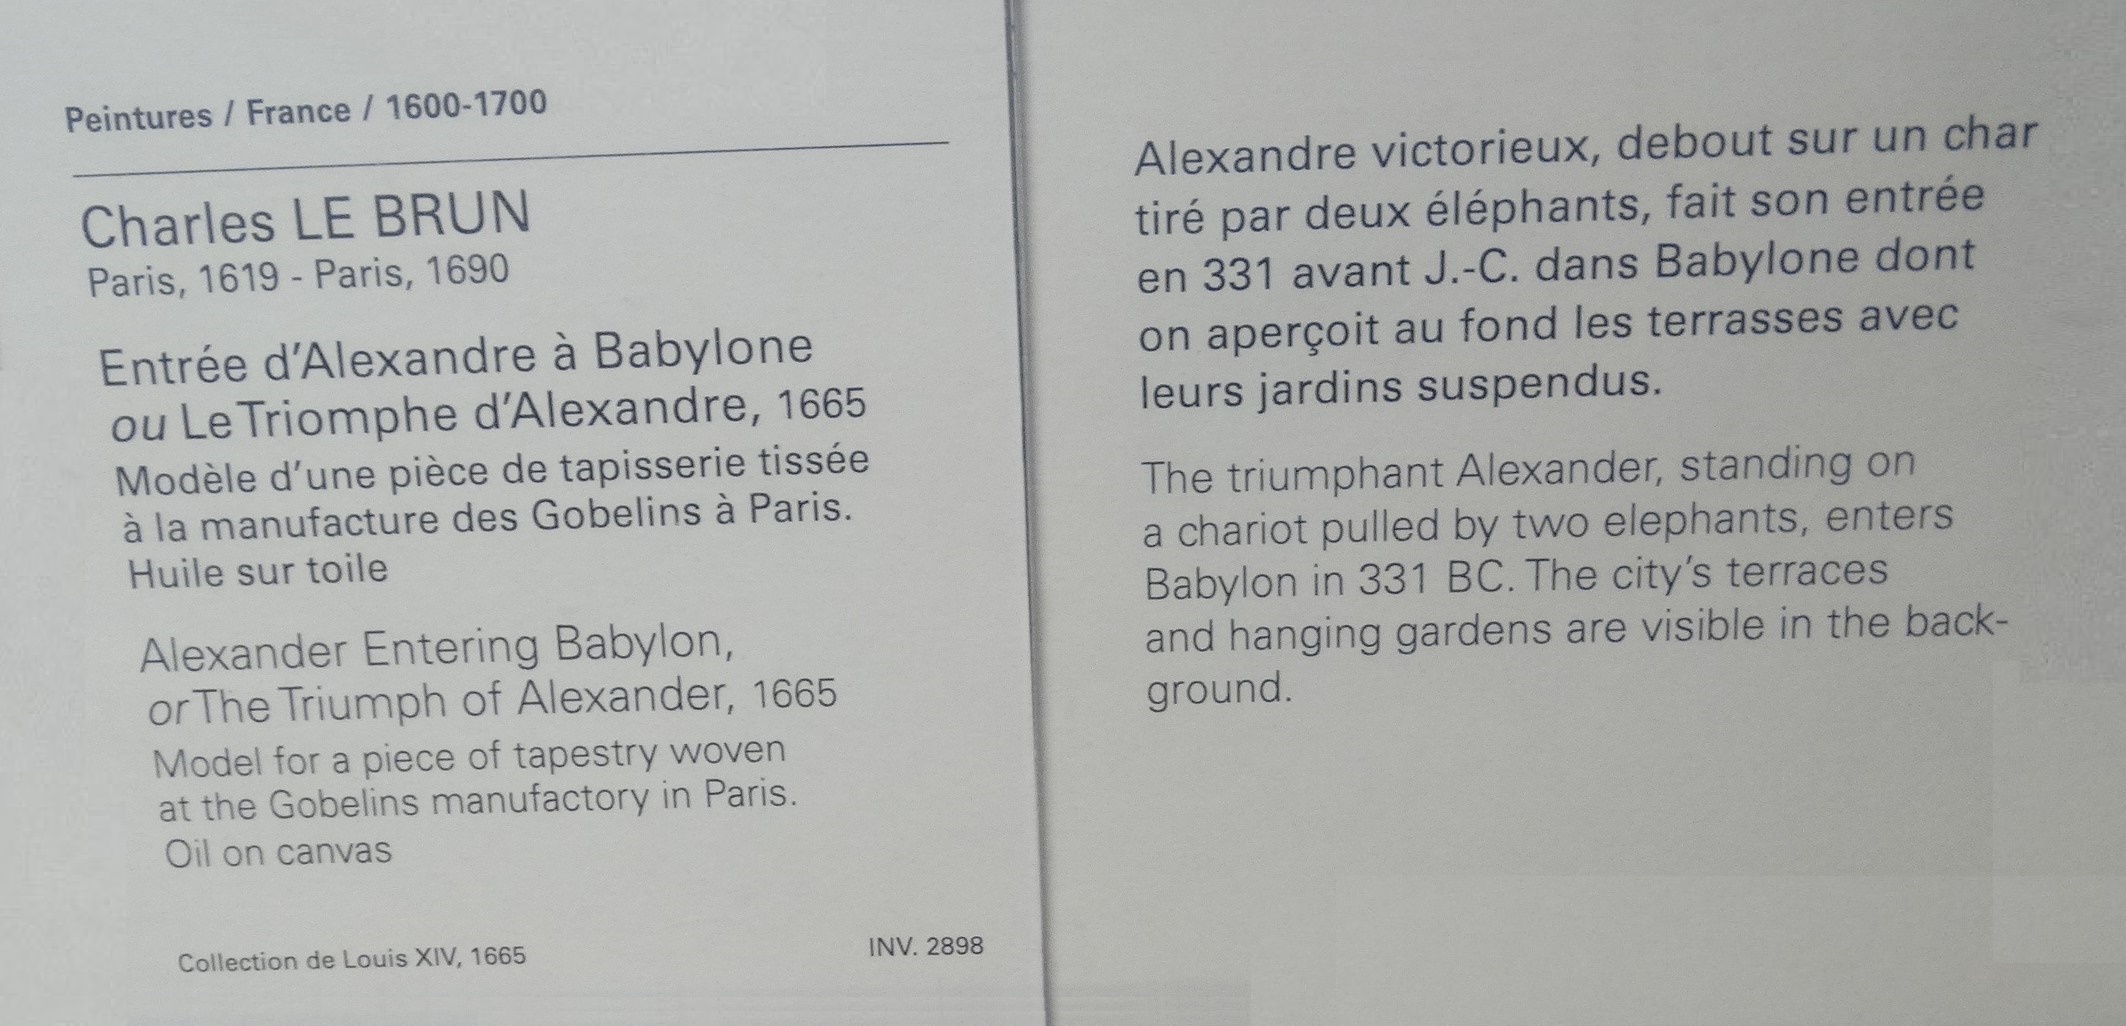 Peintures / France / 1600-1700
Charles LE BRUN
Paris, 1619 - Paris, 1690
Entrée d'Alexandre à Babylone
ou Le Triomphe d'Alexandre, 1665
Modèle d'une pièce de tapisserie tissée
à la manufacture des Gobelins à Paris.
Huile sur toile
Alexander Entering Babylon,
or The Triumph of Alexander, 1665
Model for a piece of tapestry woven
at the Gobelins manufactory in Paris.
Oil on canvas
Collection de Louis XIV, 1665
INV. 2898
Alexandre victorieux, debout sur un char
tiré par deux éléphants, fait son entrée
en 331 avant J.-C. dans Babylone dont
on aperçoit au fond les terrasses avec
leurs jardins suspendus.
The triumphant Alexander, standing on
a chariot pulled by two elephants, enters
Babylon in 331 BC. The city's terraces
and hanging gardens are visible in the back-
ground.